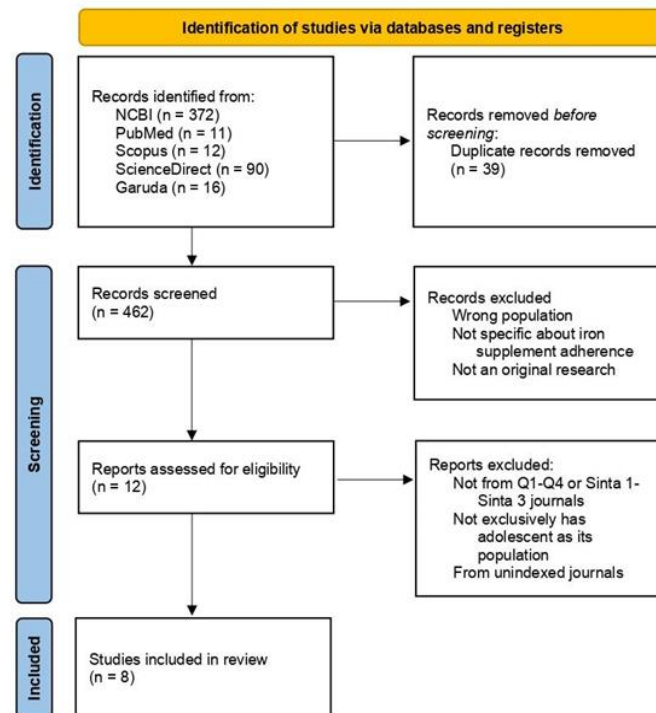 Identification of studies via databases and registers
Identification
Records identified from:
NCBI (n = 372)
PubMed (n = 11)
Scopus (n = 12)
ScienceDirect (n = 90)
Garuda (n = 16)
Records removed before
screening:
Duplicate records removed
(n = 39)
Screening
Records screened
(n = 462)
Records excluded
Wrong population
Not specific about iron
supplement adherence
Not an original research
Reports assessed for eligibility
(n = 12)
Reports excluded:
Not from Q1-Q4 or Sinta 1-
Sinta 3 journals
Not exclusively has
adolescent as its
population
From unindexed journals
Included
Studies included in review
(n = 8)